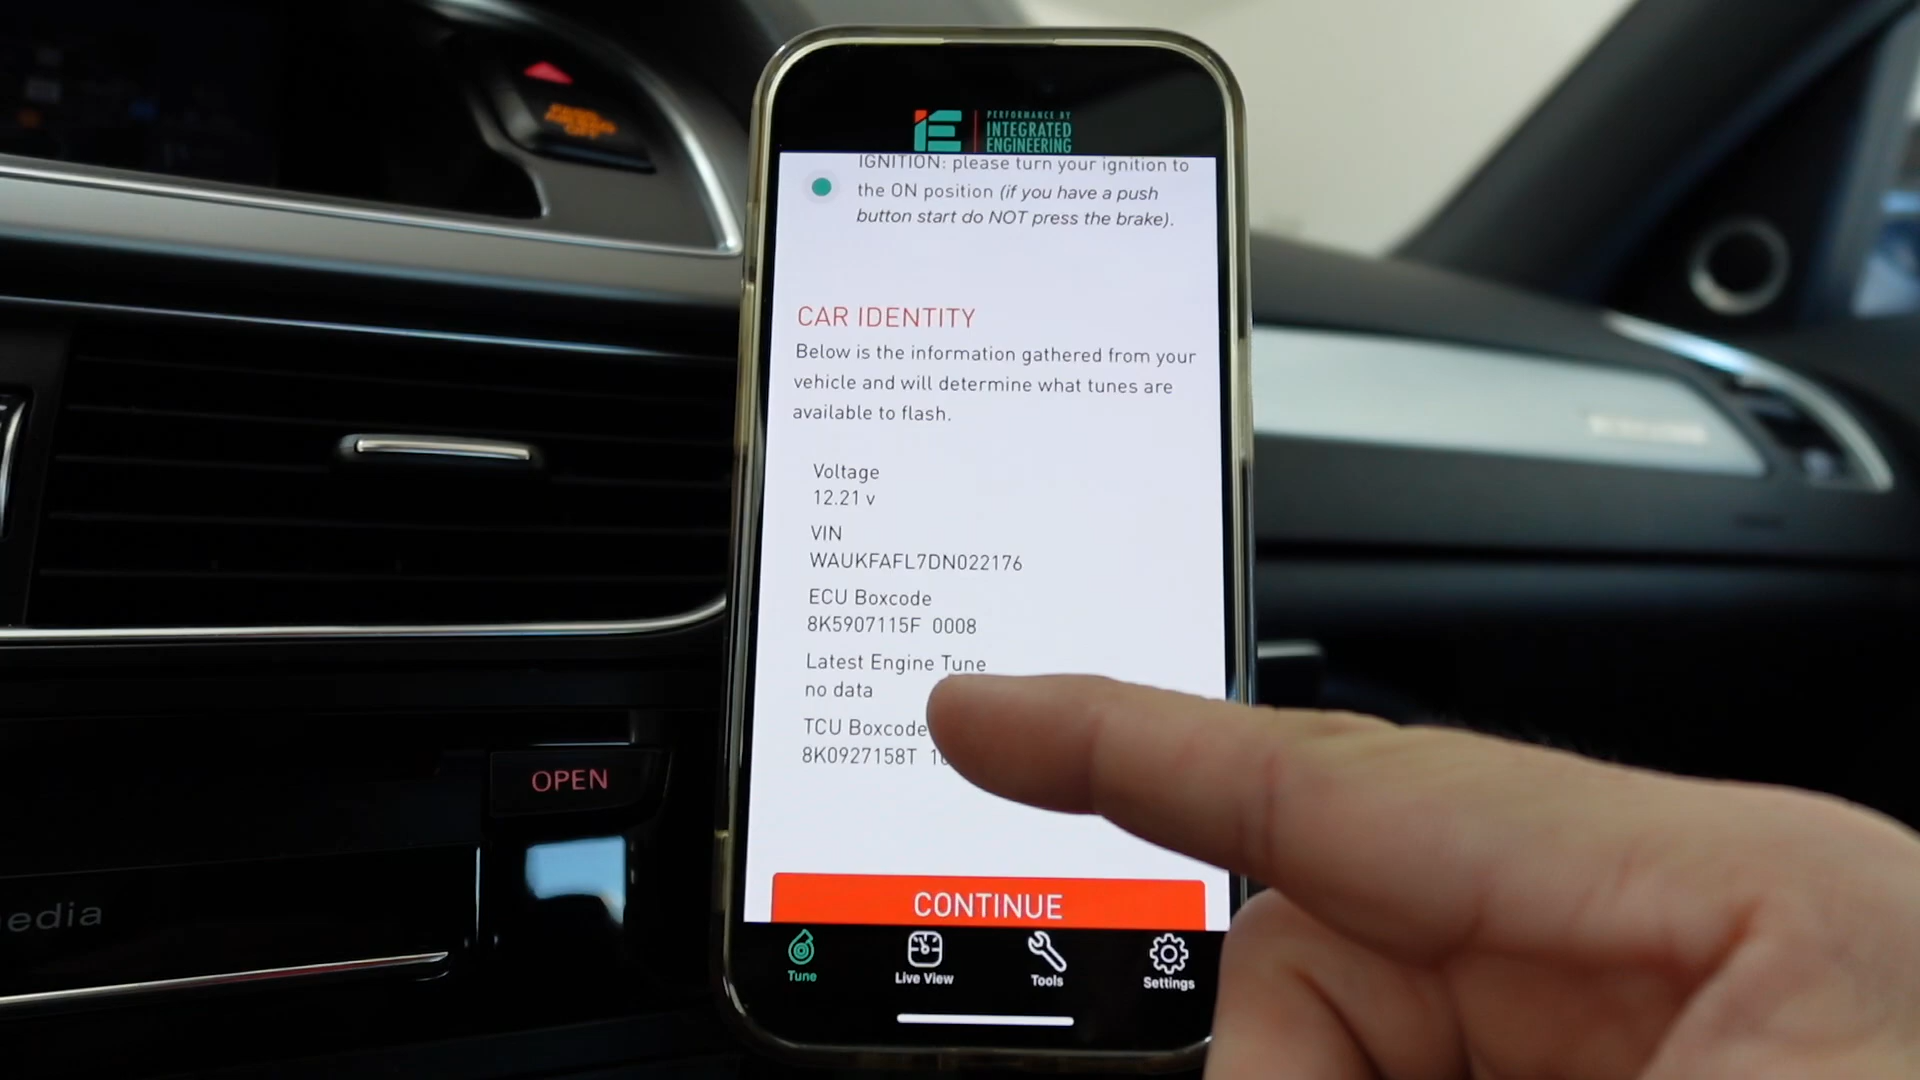 PERFORMANCE BY
INTEGRATED
ENGINEERING
IGNITION: please turn your ignition to
the ON position (if you have a push
button start do NOT press the brake).
CAR IDENTITY
Below is the information gathered from your
vehicle and will determine what tunes are
available to flash.
Voltage
12.21 v
VIN
WAUKFAFL7DN022176
ECU Boxcode
8K5907115F 0008
Latest Engine Tune
no data
TCU Boxcode
8K0927158T
CONTINUE
Tune
Live View
Tools
Settings
OPEN
edia